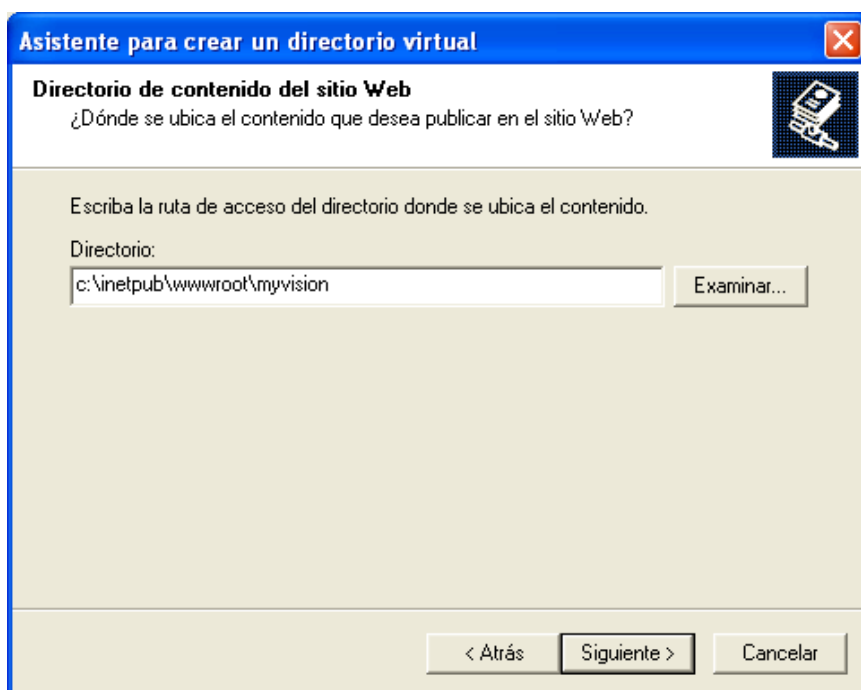 Asistente para crear un directorio virtual
Directorio de contenido del sitio Web
¿Dónde se ubica el contenido que desea publicar en el sitio Web?
Escriba la ruta de acceso del directorio donde se ubica el contenido.
Directorio:
c:\inetpub\wwwroot\myvision
Examinar...
< Atrás
Siguiente >
Cancelar